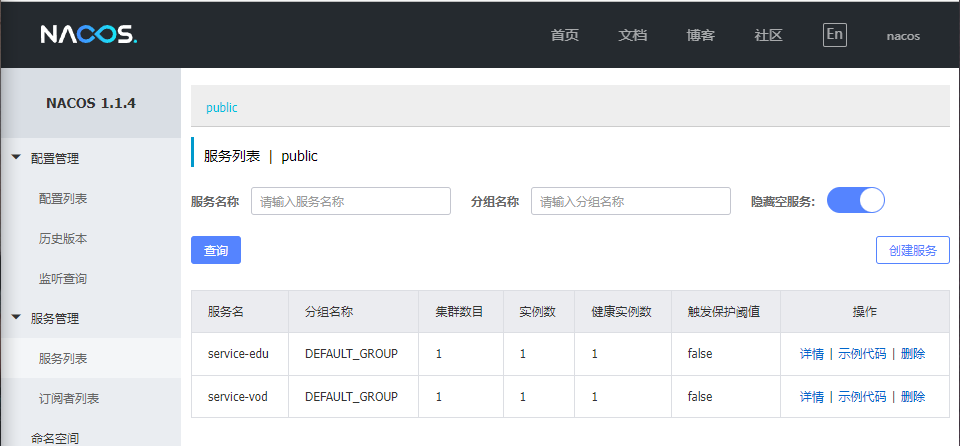 NACOS. 首页 文档 博客 社区 En nacos
NACOS 1.1.4
配置管理
配置列表
历史版本
监听查询
服务管理
服务列表
订阅者列表
命名空间
public
服务列表 | public
服务名称 请输入服务名称 分组名称 请输入分组名称 隐藏空服务:
查询 创建服务
服务名 分组名称 集群数目 实例数 健康实例数 触发保护阈值 操作
service-edu DEFAULT_GROUP 1 1 1 false 详情 | 示例代码 | 删除
service-vod DEFAULT_GROUP 1 1 1 false 详情 | 示例代码 | 删除